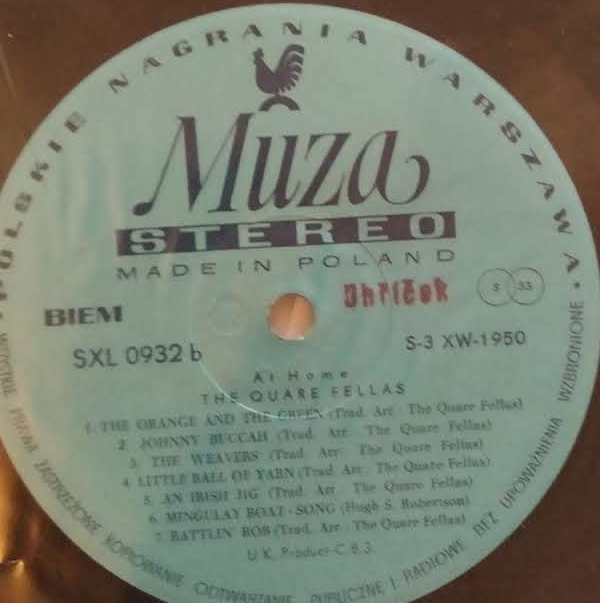 POLSKIE NAGRANIA WARSZAWA
Muza
STEREO
MADE IN POLAND
Uhříček
S 33
BIEM
SXL 0932 b
S-3 XW-1950
At Home
THE QUARE FELLAS
1. THE ORANGE AND THE GREEN (Trad. Arr. The Quare Fellas)
2. JOHNNY BUCCAH (Trad. Arr. The Quare Fellas)
3. THE WEAVERS (Trad. Arr. The Quare Fellas)
4. LITTLE BALL OF YARN (Trad. Arr. The Quare Fellas)
5. AN IRISH JIG (Trad. Arr. The Quare Fellas)
6. MINGULAY BOAT-SONG (Hugh S. Robertson)
7. RATTLIN' ROB (Trad. Arr. The Quare Fellas)
U.K. Product-C.B.3.
PRAWA ZASTRZEŻONE KOPIOWANIE ODTWARZANIE PUBLICZNE I RADIOWE BEZ UPOWAŻNIENIA WZBRONIONE